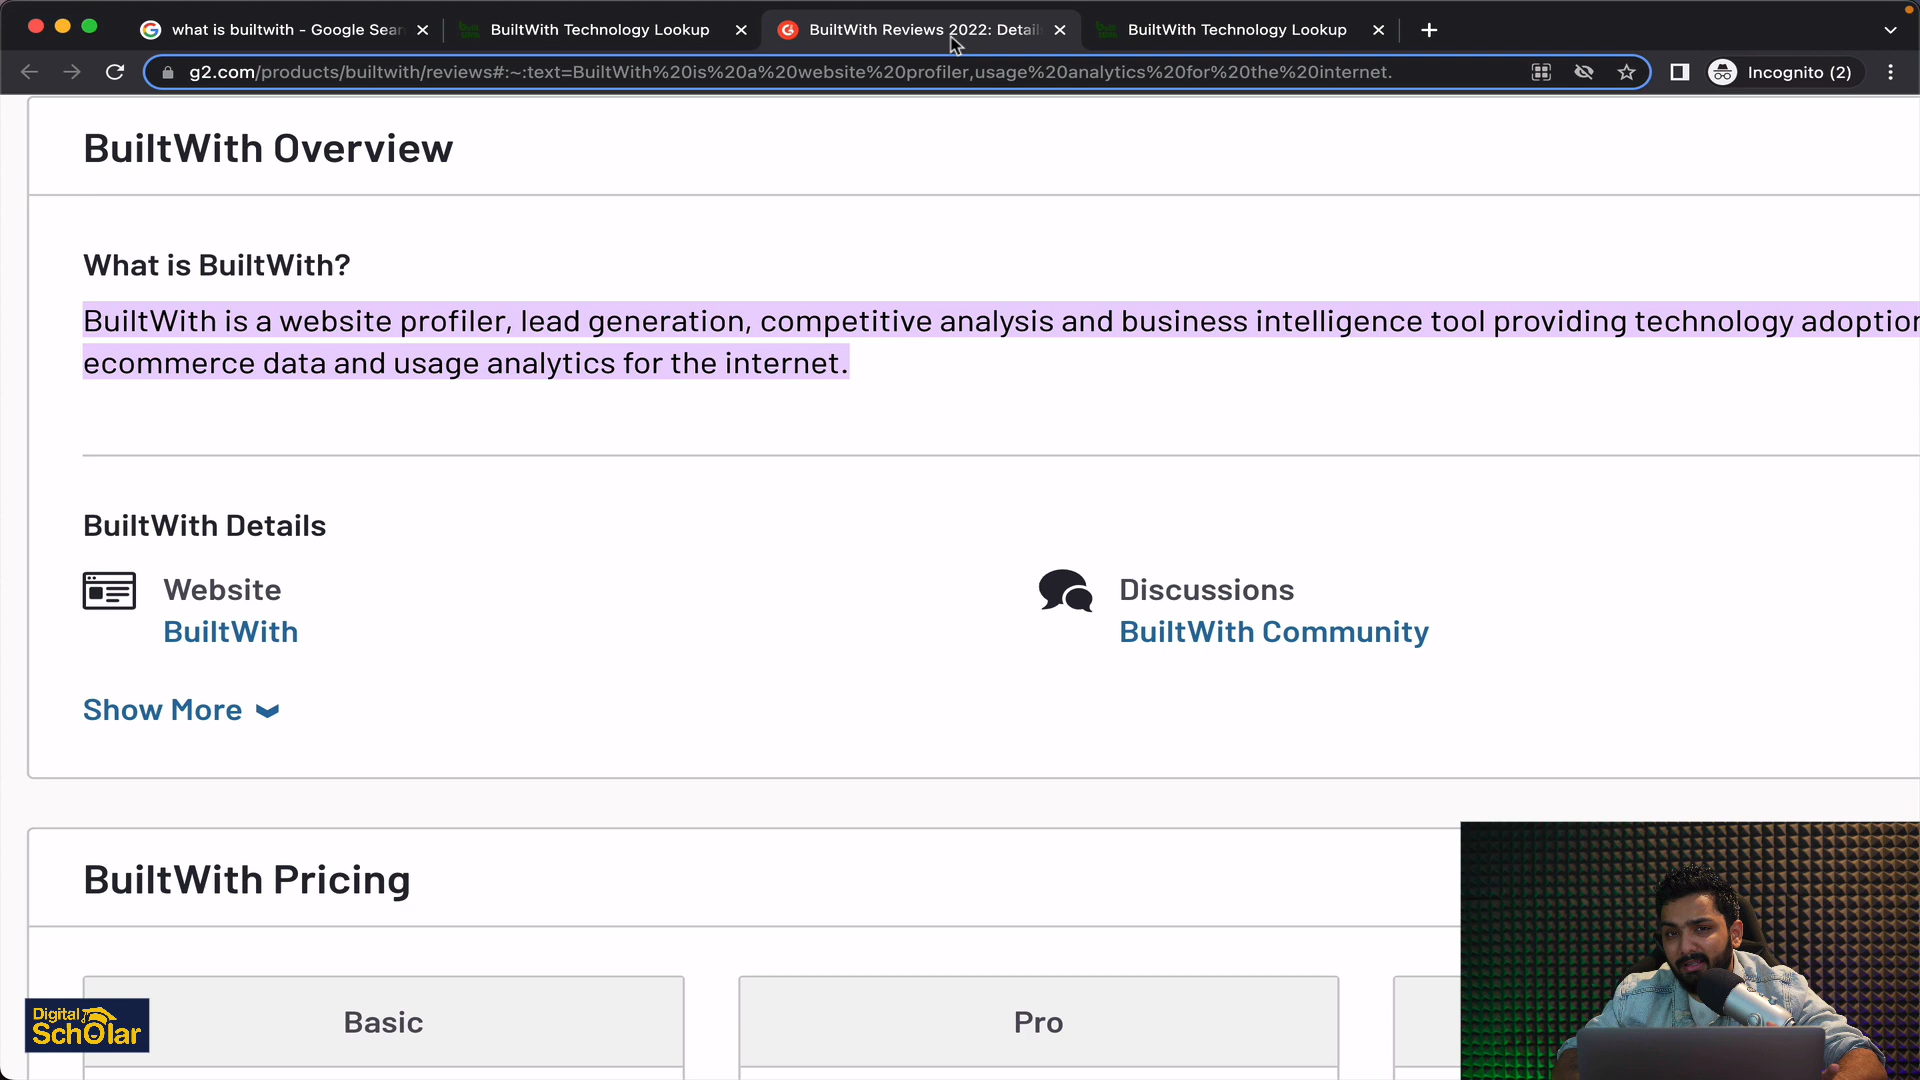 what is builtwith - Google Sear
BuiltWith Technology Lookup
BuiltWith Reviews 2022: Detail
BuiltWith Technology Lookup
g2.com/products/builtwith/reviews#:~:text=BuiltWith%20is%20a%20website%20profiler,usage%20analytics%20for%20the%20internet.
Incognito (2)
BuiltWith Overview
What is BuiltWith?
BuiltWith is a website profiler, lead generation, competitive analysis and business intelligence tool providing technology adoption
ecommerce data and usage analytics for the internet.
BuiltWith Details
Website
BuiltWith
Discussions
BuiltWith Community
Show More
BuiltWith Pricing
Basic
Pro
Digital
SchOlar